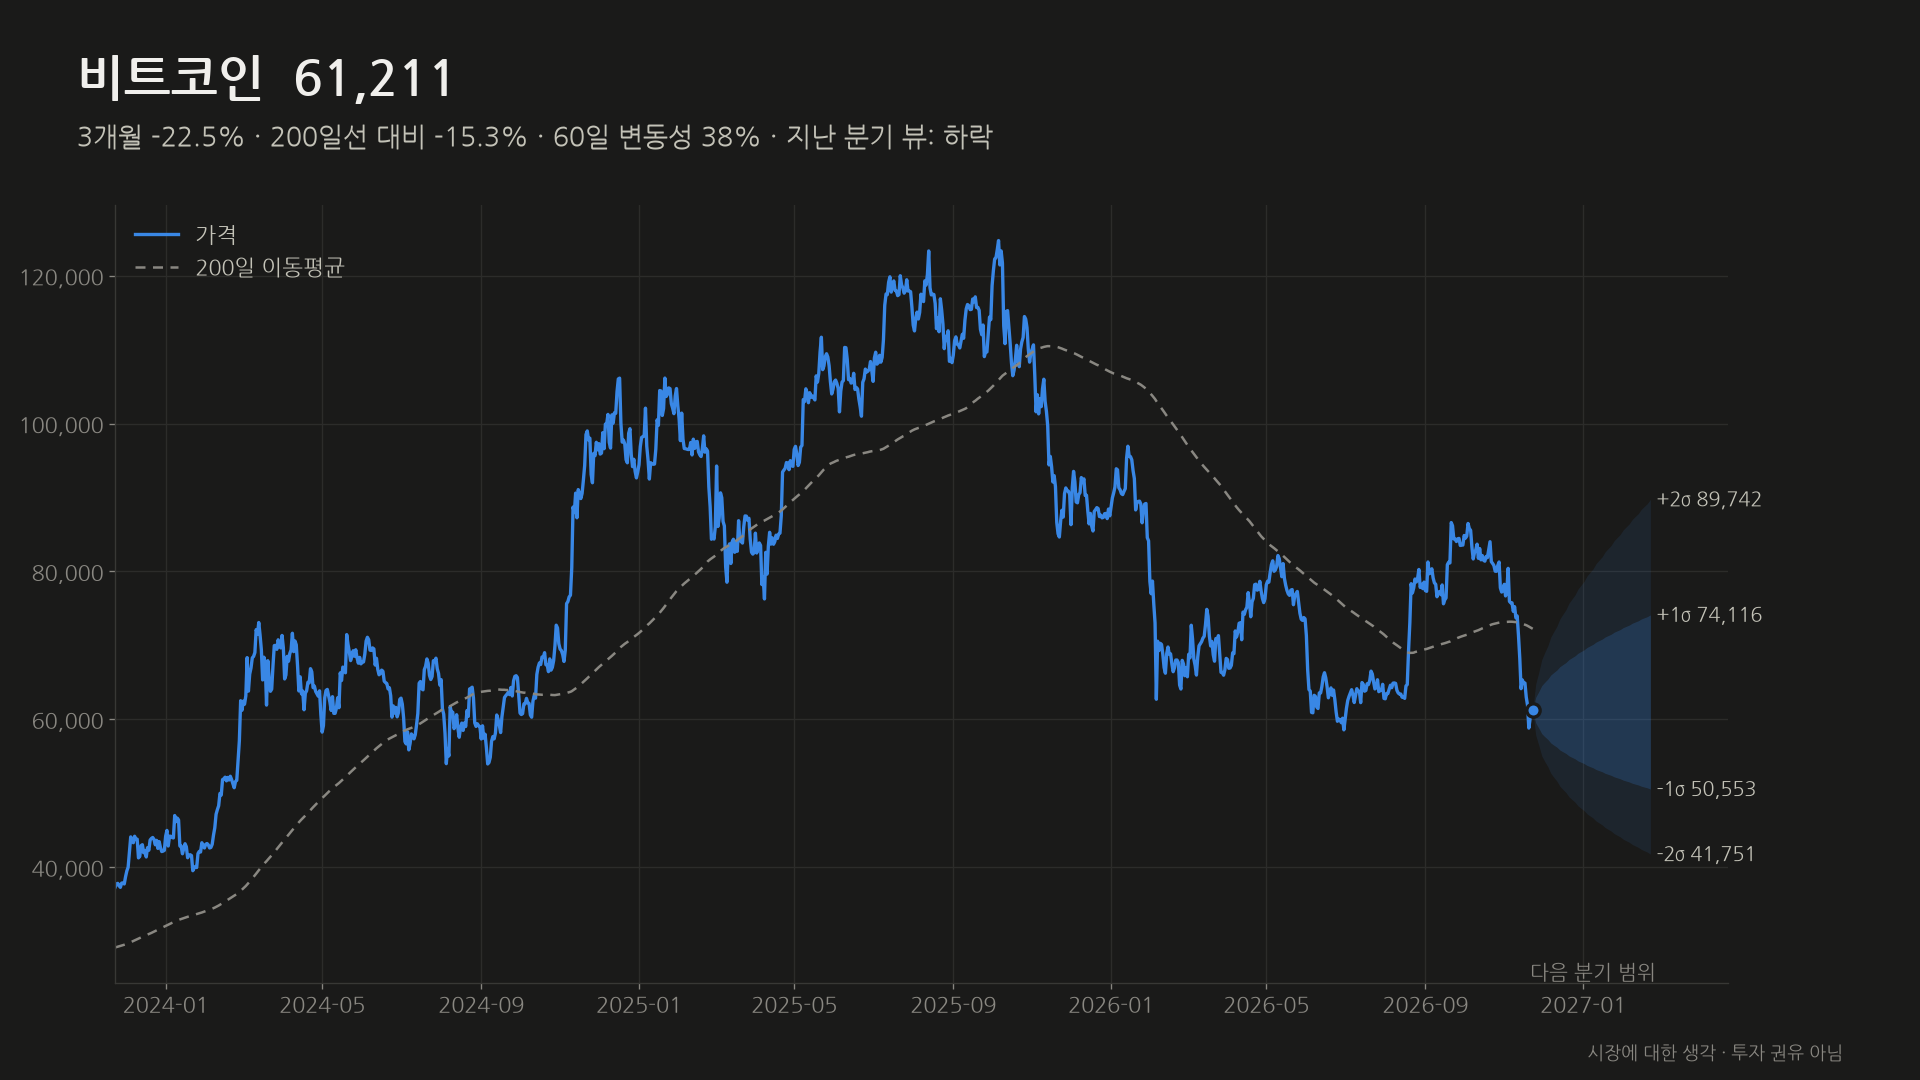 비트코인 61,211
3개월 -22.5% · 200일선 대비 -15.3% · 60일 변동성 38% · 지난 분기 뷰: 하락
가격
200일 이동평균
120,000
100,000
80,000
60,000
40,000
+2σ 89,742
+1σ 74,116
-1σ 50,553
-2σ 41,751
다음 분기 범위
2024-01 2024-05 2024-09 2025-01 2025-05 2025-09 2026-01 2026-05 2026-09 2027-01
시장에 대한 생각 · 투자 권유 아님